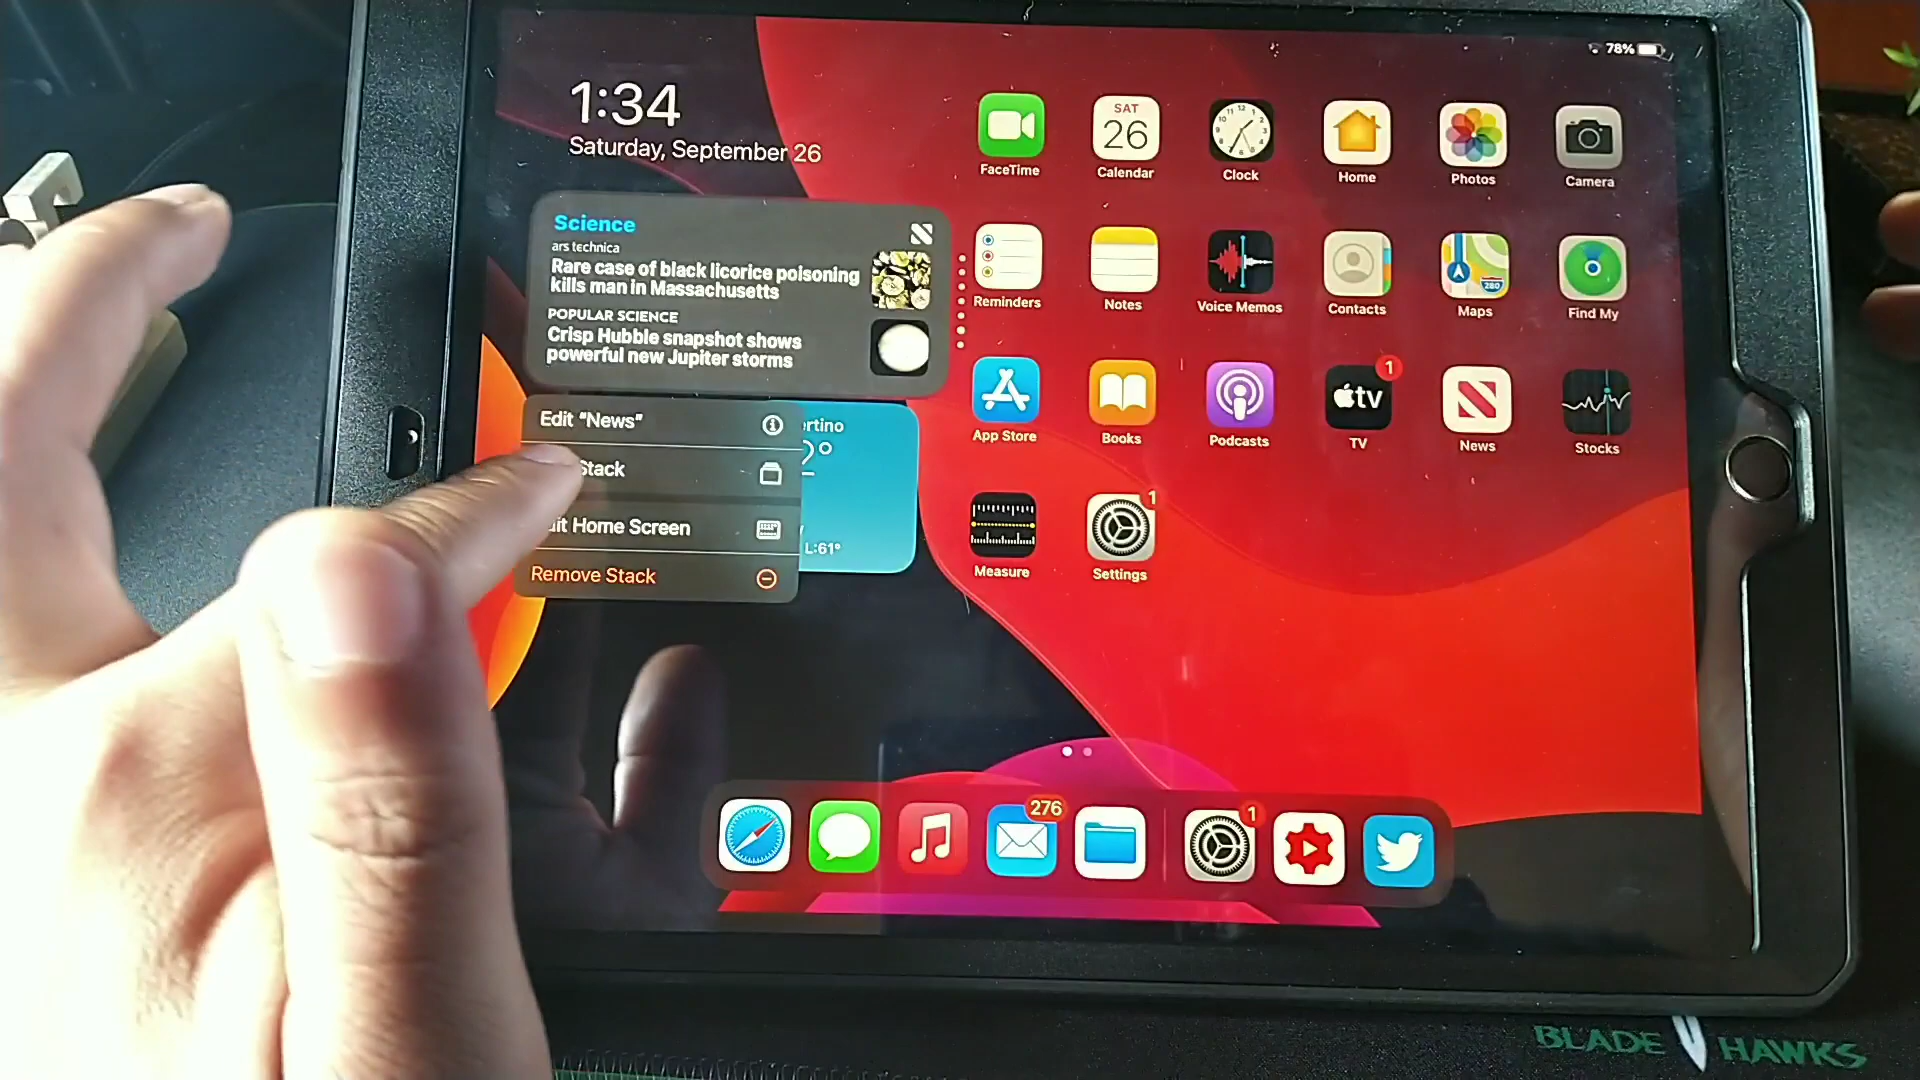 78%
1:34
Saturday, September 26
Science
ars technica
Rare case of black licorice poisoning
kills man in Massachusetts
POPULAR SCIENCE
Crisp Hubble snapshot shows
powerful new Jupiter storms
Edit “News”
Stack
Home Screen
Remove Stack
L:61°
FaceTime
SAT
26
Calendar
Clock
Home
Photos
Camera
Reminders
Notes
Voice Memos
Contacts
280
Maps
Find My
App Store
Books
Podcasts
tv
1
TV
News
Stocks
Measure
1
Settings
276
1
BLADE HAWKS